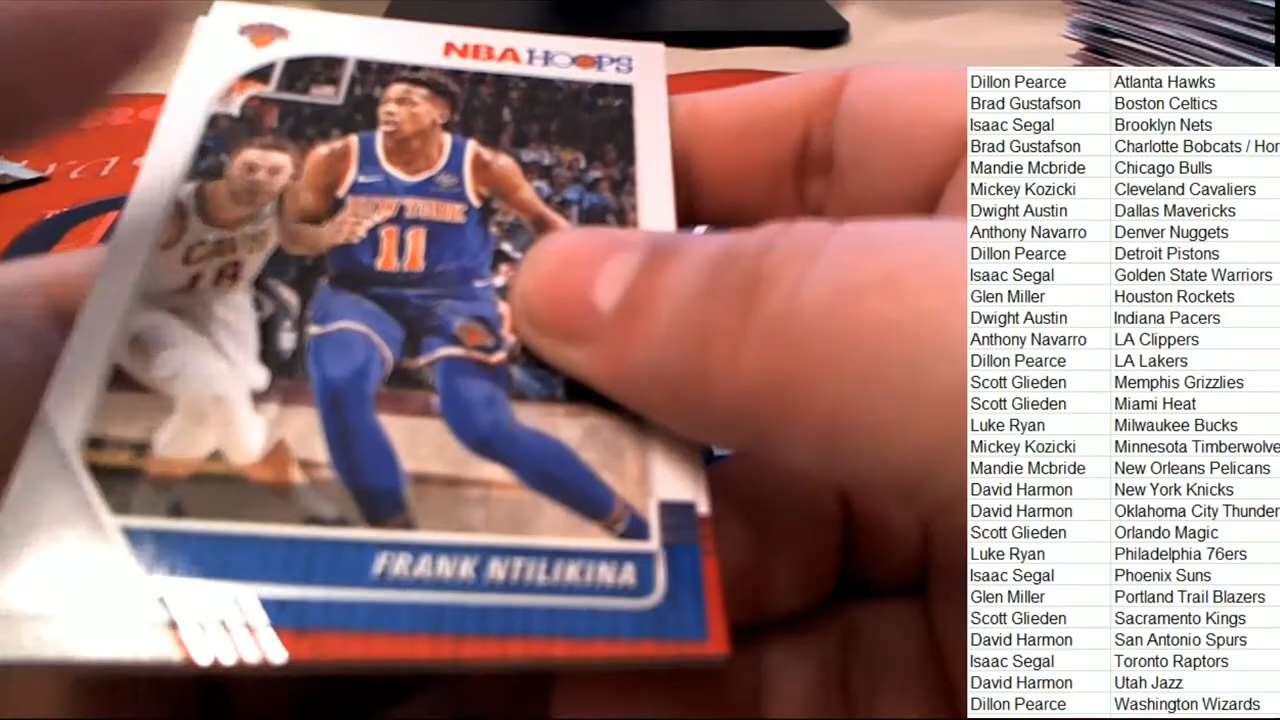 NBA HOOPS
NEW YORK
11
CAVS
18
FRANK NTILIKINA
Dillon Pearce Atlanta Hawks
Brad Gustafson Boston Celtics
Isaac Segal Brooklyn Nets
Brad Gustafson Charlotte Bobcats / Hor
Mandie Mcbride Chicago Bulls
Mickey Kozicki Cleveland Cavaliers
Dwight Austin Dallas Mavericks
Anthony Navarro Denver Nuggets
Dillon Pearce Detroit Pistons
Isaac Segal Golden State Warriors
Glen Miller Houston Rockets
Dwight Austin Indiana Pacers
Anthony Navarro LA Clippers
Dillon Pearce LA Lakers
Scott Glieden Memphis Grizzlies
Scott Glieden Miami Heat
Luke Ryan Milwaukee Bucks
Mickey Kozicki Minnesota Timberwolve
Mandie Mcbride New Orleans Pelicans
David Harmon New York Knicks
David Harmon Oklahoma City Thunder
Scott Glieden Orlando Magic
Luke Ryan Philadelphia 76ers
Isaac Segal Phoenix Suns
Glen Miller Portland Trail Blazers
Scott Glieden Sacramento Kings
David Harmon San Antonio Spurs
Isaac Segal Toronto Raptors
David Harmon Utah Jazz
Dillon Pearce Washington Wizards